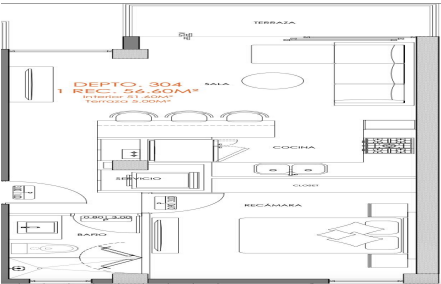 TERRAZA
DEPTO. 304
SALA
1 REC. 56.60M²
Interior 51.60M²
Terraza 5.00M²
COCINA
SERVICIO
CLOSET
RECÁMARA
BAÑO